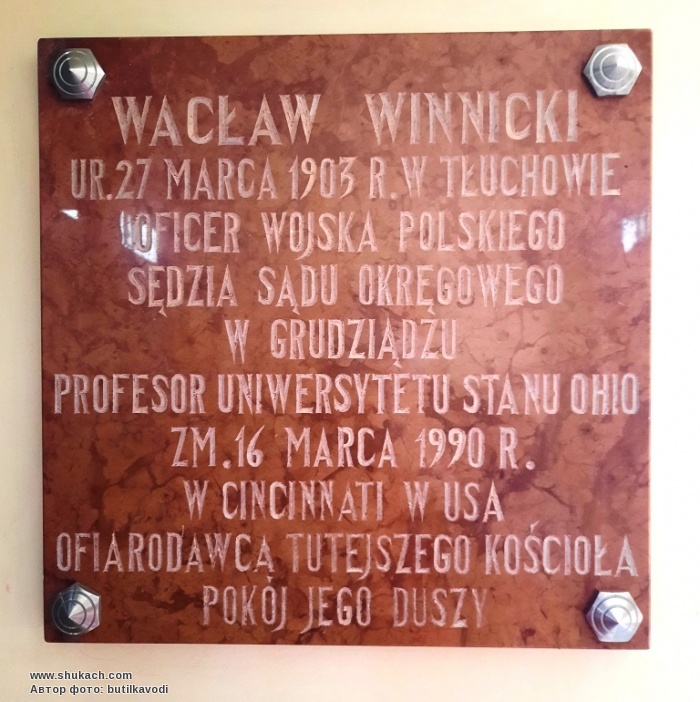 WACŁAW WINNICKI
UR.27 MARCA 1903 R.W TŁUCHOWIE
OFICER WOJSKA POLSKIEGO
SĘDZIA SĄDU OKRĘGOWEGO
W GRUDZIĄDZU
PROFESOR UNIWERSYTETU STANU OHIO
ZM.16 MARCA 1990 R.
W CINCINNATI W USA
OFIARODAWCA TUTEJSZEGO KOŚCIOŁA
POKÓJ JEGO DUSZY
www.shukach.com
Автор фото: butilkavodi